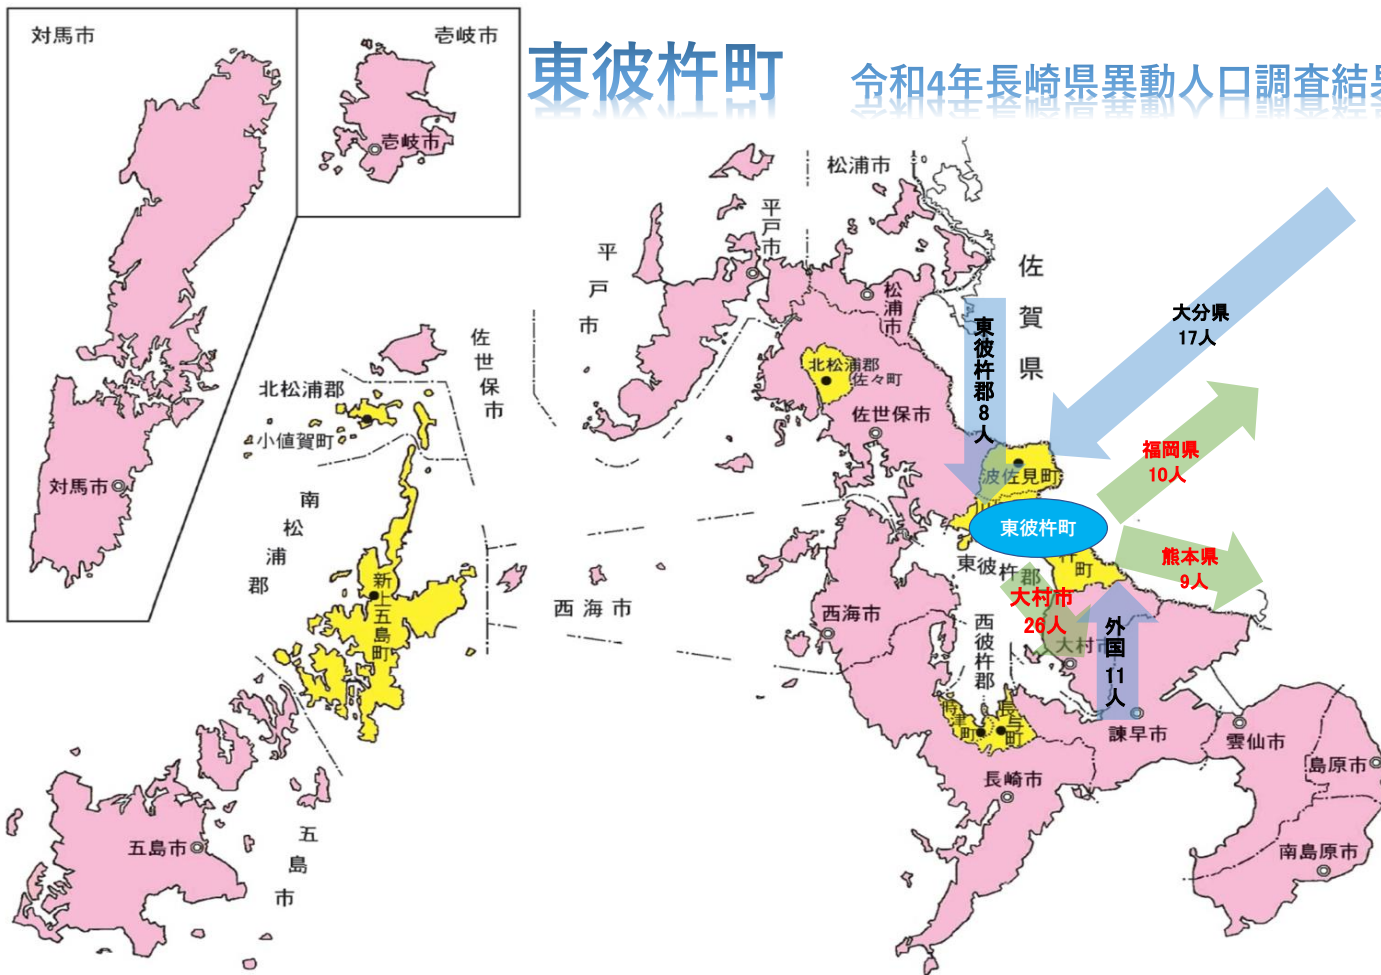 対馬市
壱岐市
東彼杵町
令和4年長崎県異動人口調査結果
壱岐市
松浦市
平戸市
平戸市
佐賀県
松浦市
東彼杵郡8人
大分県
17人
佐世保市
北松浦郡
佐々町
北松浦郡
小値賀町
佐世保市
福岡県
10人
波佐見町
対馬市
南松浦郡
東彼杵町
東彼杵郡
町
熊本県
9人
新上五島町
西海市
西海市
大村市
26人
西彼杵郡
外国 11人
大村市
時津町
長与町
諫早市
雲仙市
島原市
長崎市
五島市
五島市
南島原市